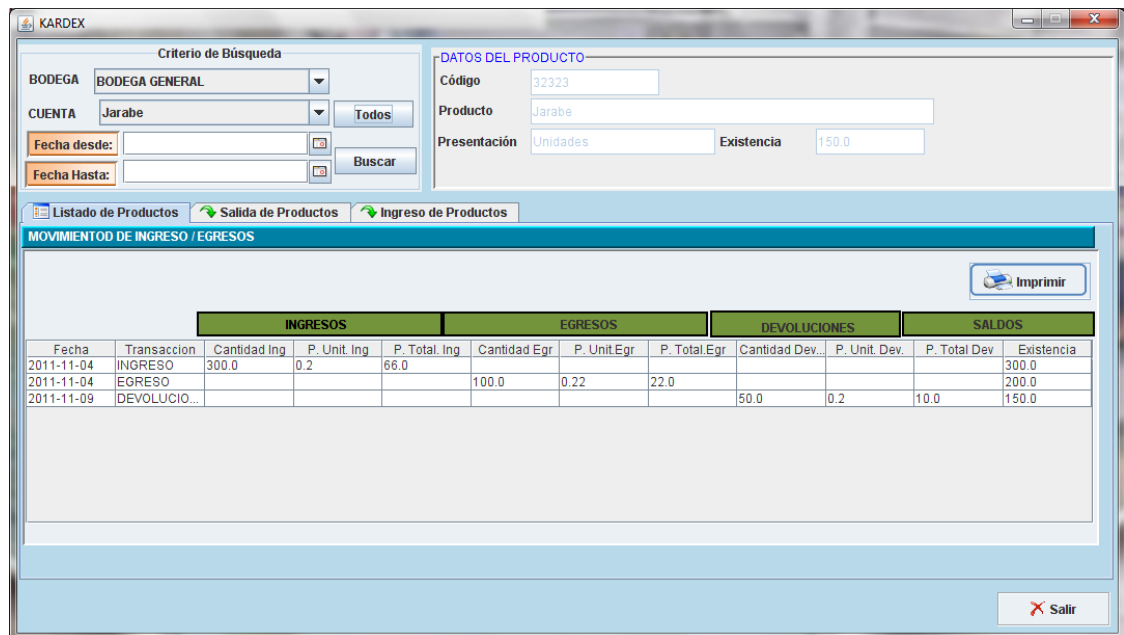 KARDEX
Criterio de Búsqueda
BODEGA BODEGA GENERAL
CUENTA Jarabe Todos
Fecha desde:
Buscar
Fecha Hasta:
DATOS DEL PRODUCTO
Código 32323
Producto Jarabe
Presentación Unidades Existencia 150.0
Listado de Productos Salida de Productos Ingreso de Productos
MOVIMIENTOD DE INGRESO / EGRESOS
Imprimir
INGRESOS EGRESOS DEVOLUCIONES SALDOS
Fecha Transaccion Cantidad Ing P. Unit. Ing P. Total. Ing Cantidad Egr P. Unit.Egr P. Total.Egr Cantidad Dev... P. Unit. Dev. P. Total Dev Existencia
2011-11-04 INGRESO 300.0 0.2 66.0 300.0
2011-11-04 EGRESO 100.0 0.22 22.0 200.0
2011-11-09 DEVOLUCIO... 50.0 0.2 10.0 150.0
Salir